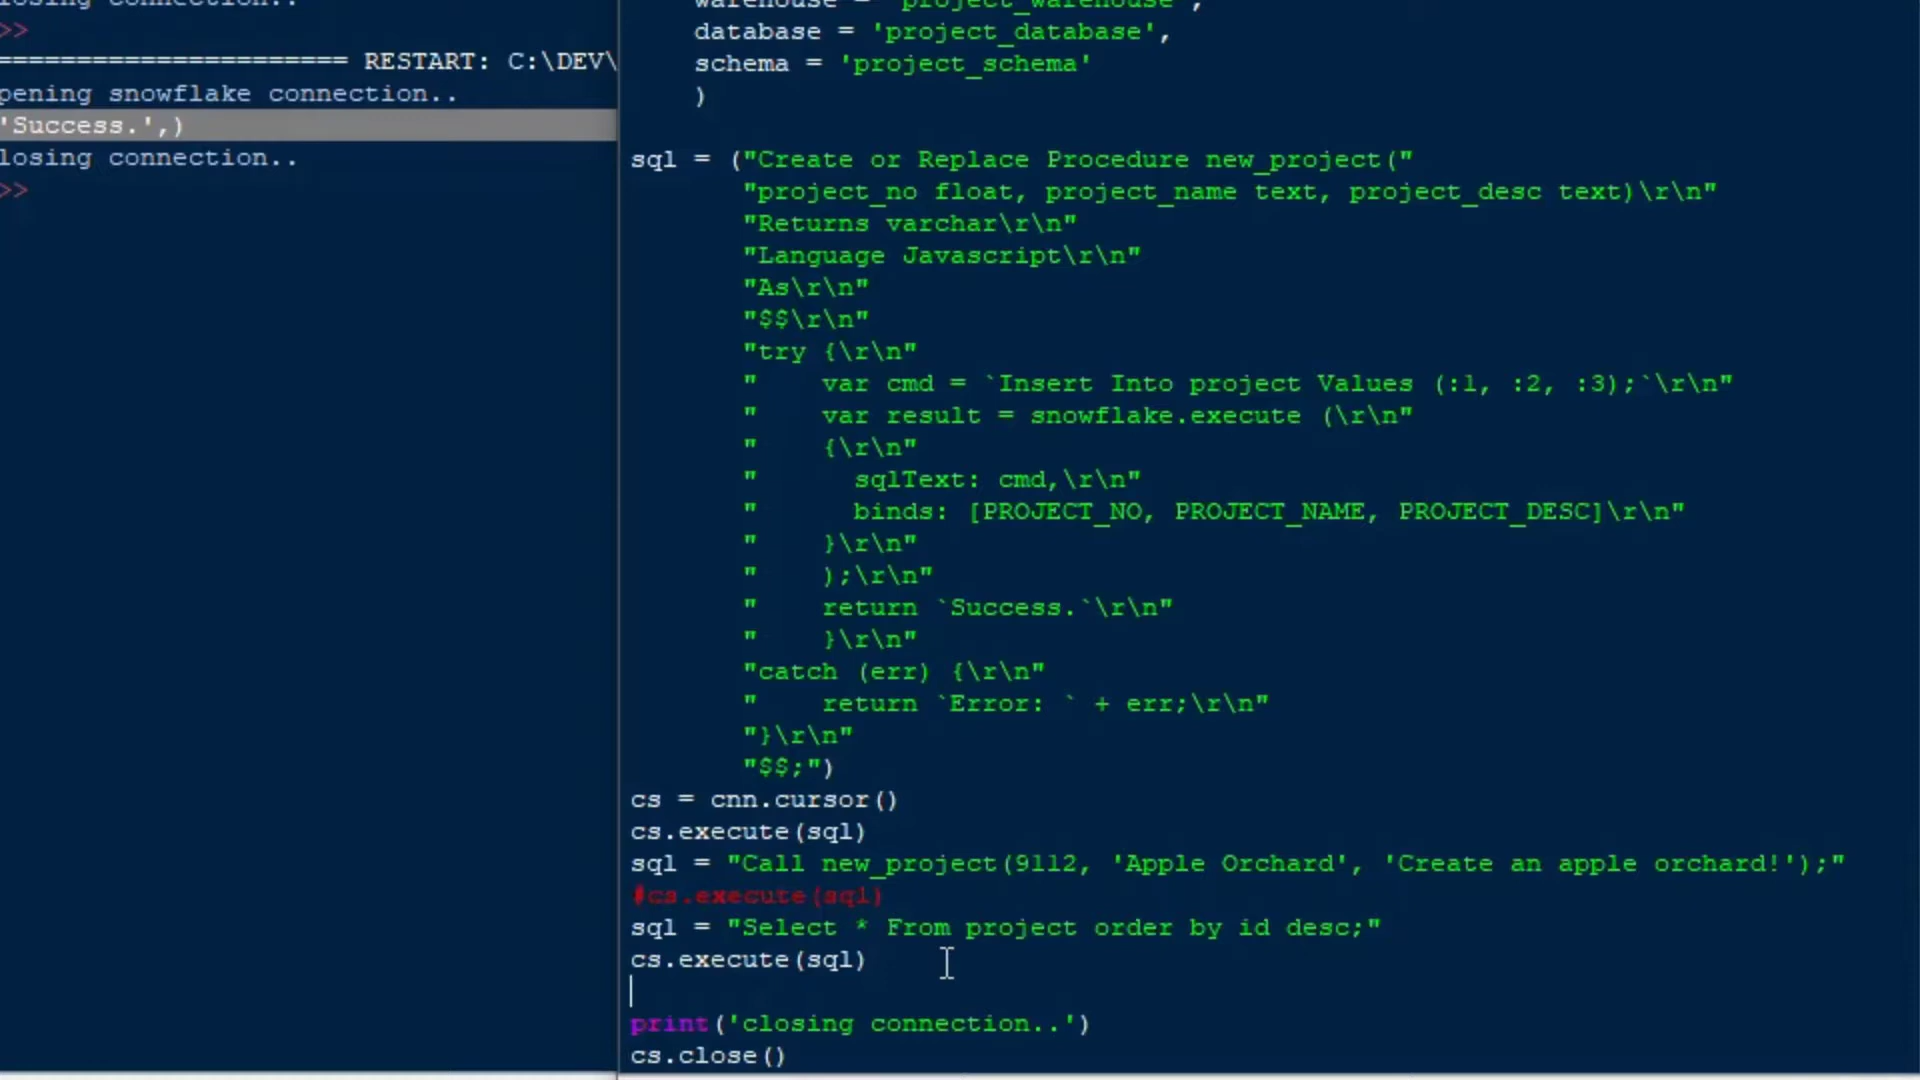 losing connection..
>>
====================== RESTART: C:\DEV\
pening snowflake connection..
'Success.',)
losing connection..
>>
warehouse = 'project_warehouse',
database = 'project_database',
schema = 'project_schema'
)
sql = ("Create or Replace Procedure new_project("
"project_no float, project_name text, project_desc text)\r\n"
"Returns varchar\r\n"
"Language Javascript\r\n"
"As\r\n"
"$$\r\n"
"try {\r\n"
"    var cmd = `Insert Into project Values (:1, :2, :3);`\r\n"
"    var result = snowflake.execute (\r\n"
"    {\r\n"
"      sqlText: cmd,\r\n"
"      binds: [PROJECT_NO, PROJECT_NAME, PROJECT_DESC]\r\n"
"    }\r\n"
"    );\r\n"
"    return `Success.`\r\n"
"    }\r\n"
"catch (err) {\r\n"
"    return `Error: ` + err;\r\n"
"}\r\n"
"$$;")
cs = cnn.cursor()
cs.execute(sql)
sql = "Call new_project(9112, 'Apple Orchard', 'Create an apple orchard!');"
#cs.execute(sql)
sql = "Select * From project order by id desc;"
cs.execute(sql)
print('closing connection..')
cs.close()